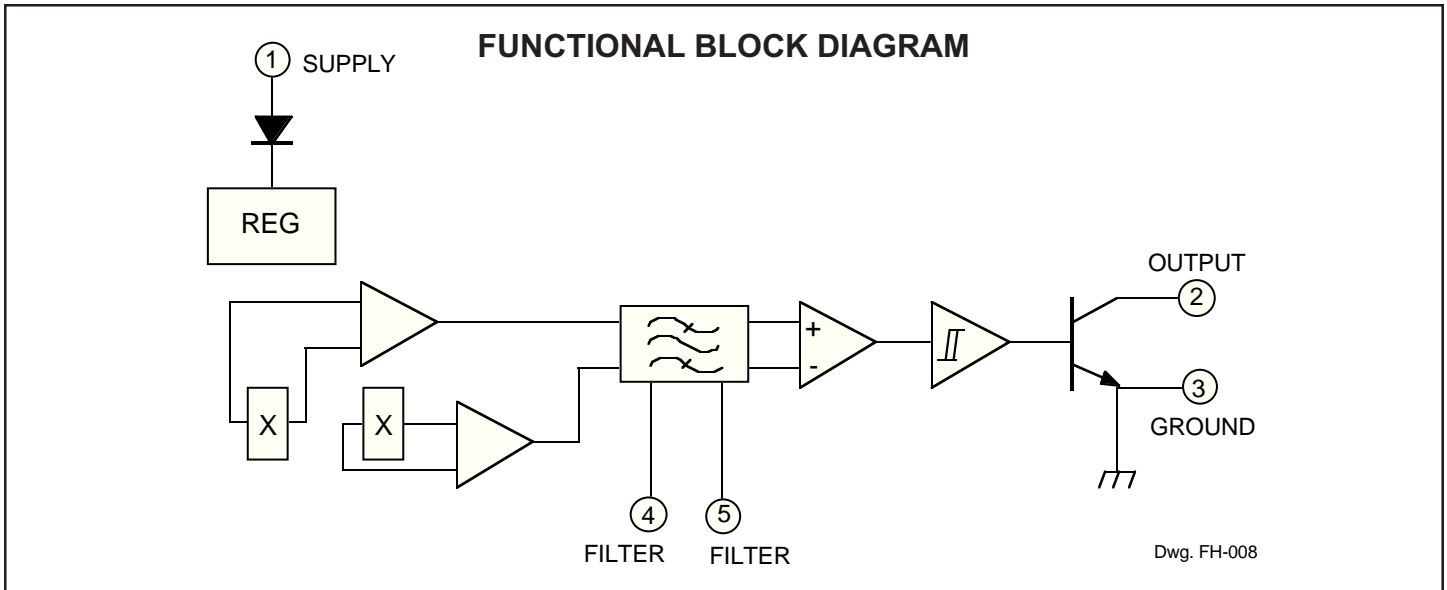 FUNCTIONAL BLOCK DIAGRAM
1 SUPPLY
REG
X
X
+
-
OUTPUT
2
3
GROUND
4
FILTER
5
FILTER
Dwg. FH-008